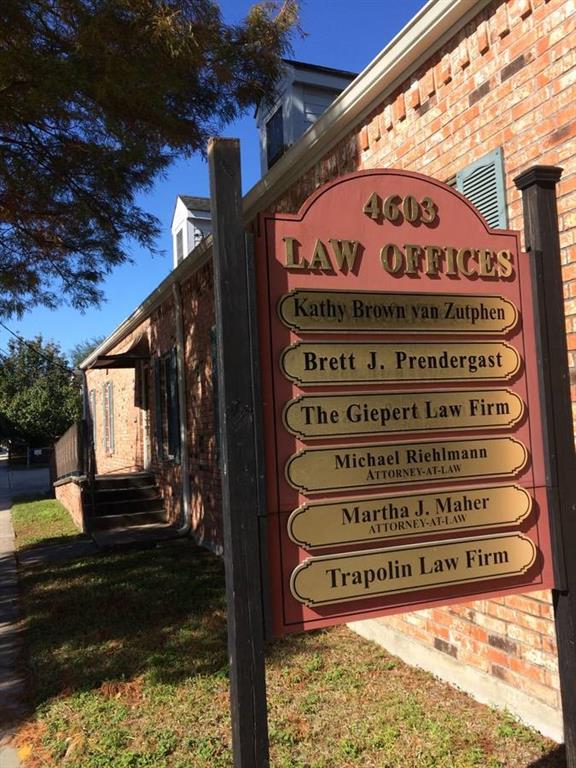 4603
LAW OFFICES
Kathy Brown van Zutphen
Brett J. Prendergast
The Giepert Law Firm
Michael Riehlmann
ATTORNEY-AT-LAW
Martha J. Maher
ATTORNEY-AT-LAW
Trapolin Law Firm